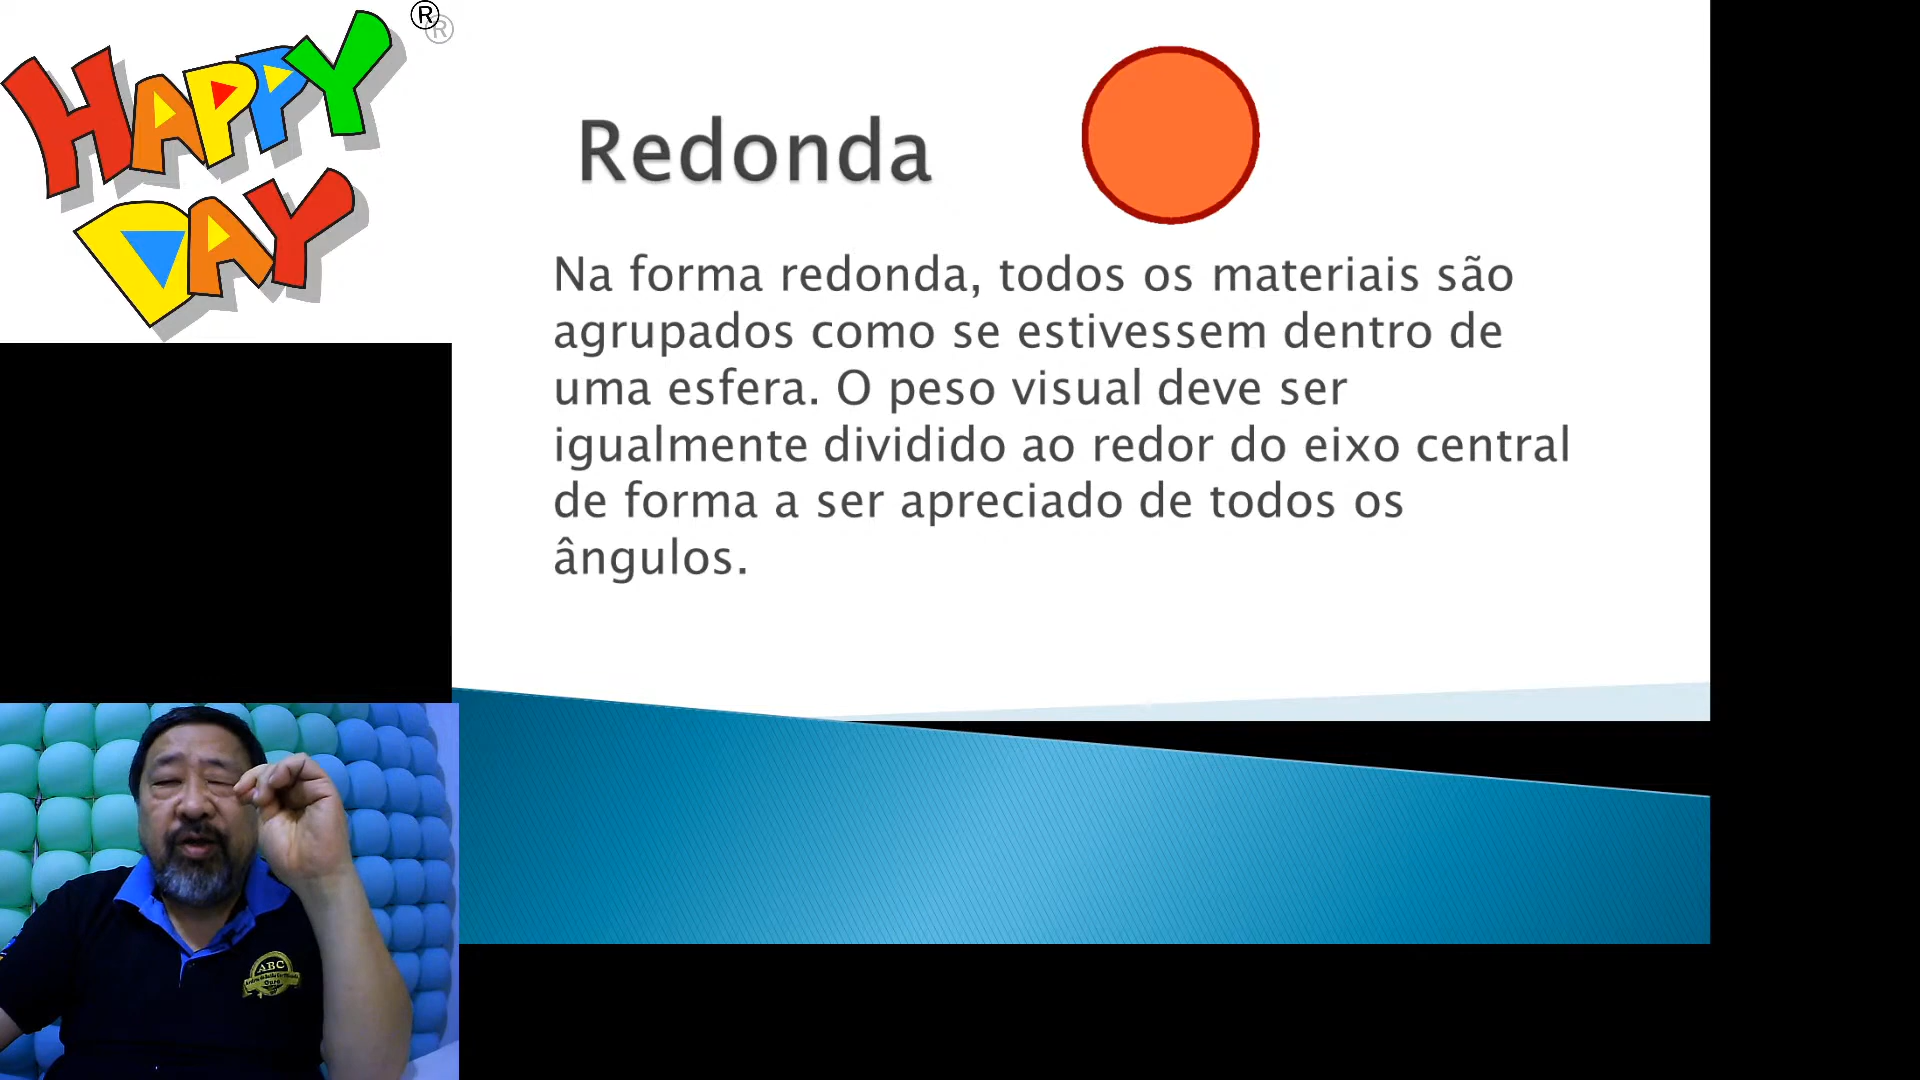 HAPPY ®
DAY
Redonda
Na forma redonda, todos os materiais são
agrupados como se estivessem dentro de
uma esfera. O peso visual deve ser
igualmente dividido ao redor do eixo central
de forma a ser apreciado de todos os
ângulos.
ABC